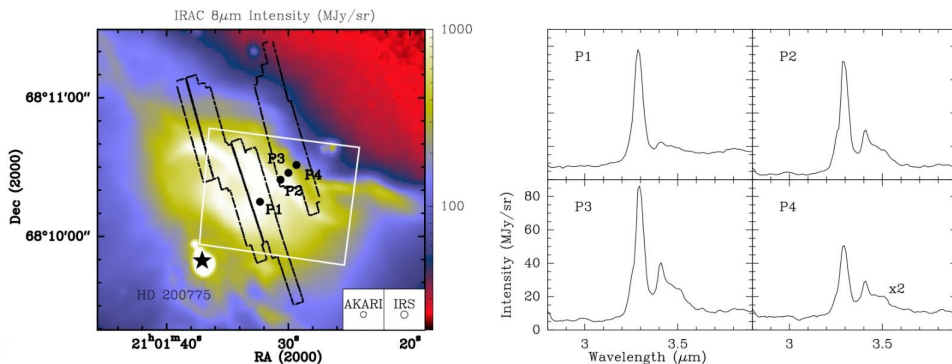 IRAC 8μm Intensity (MJy/sr)
1000
100
68°11'00"
68°10'00"
Dec (2000)
P3
P4
P2
P1
HD 200775
AKARI
IRS
21h01m40s
30s
20s
RA (2000)
P1
P2
P3
P4
x2
80
60
40
20
0
Intensity (MJy/sr)
3
3.5
3
3.5
Wavelength (μm)